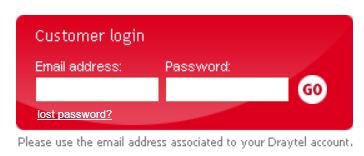 Customer login
Email address: Password:
GO
lost password?
Please use the email address associated to your Draytel account.